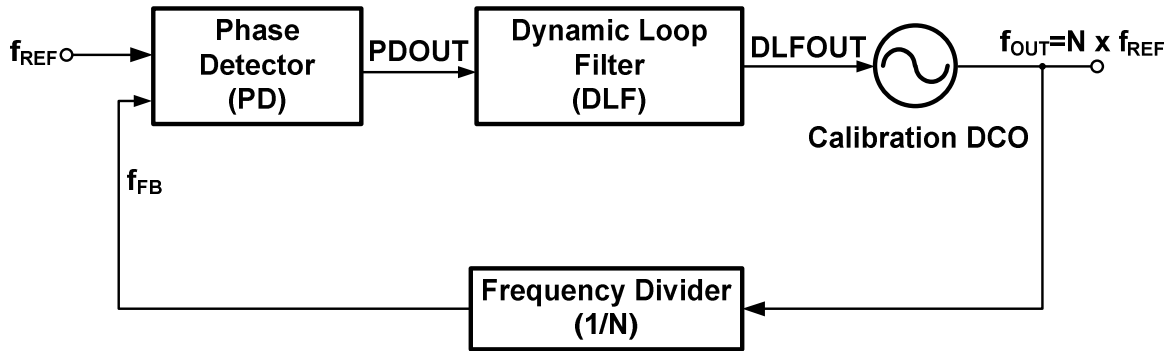 fREF
Phase
Detector
(PD)
PDOUT
Dynamic Loop
Filter
(DLF)
DLFOUT
Calibration DCO
fOUT=N x fREF
fFB
Frequency Divider
(1/N)